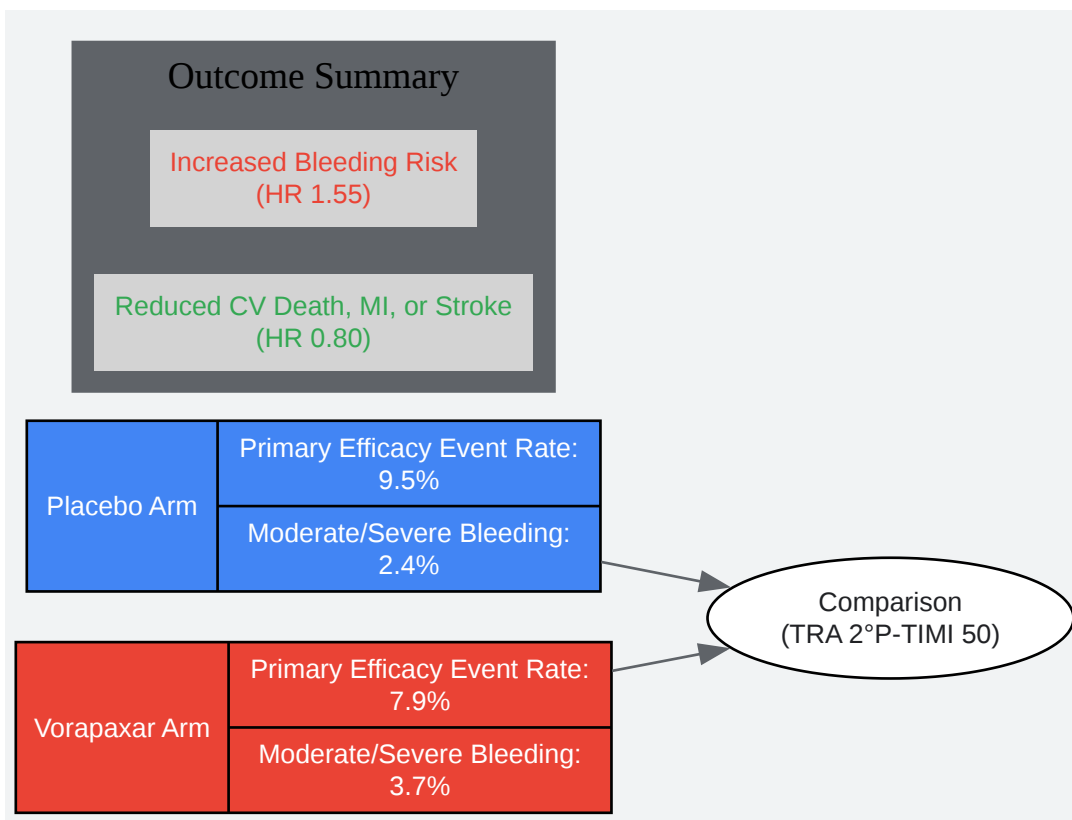 Outcome Summary
Increased Bleeding Risk
(HR 1.55)
Reduced CV Death, MI, or Stroke
(HR 0.80)
Placebo Arm
Primary Efficacy Event Rate:
9.5%
Moderate/Severe Bleeding:
2.4%
Vorapaxar Arm
Primary Efficacy Event Rate:
7.9%
Moderate/Severe Bleeding:
3.7%
Comparison
(TRA 2°P-TIMI 50)